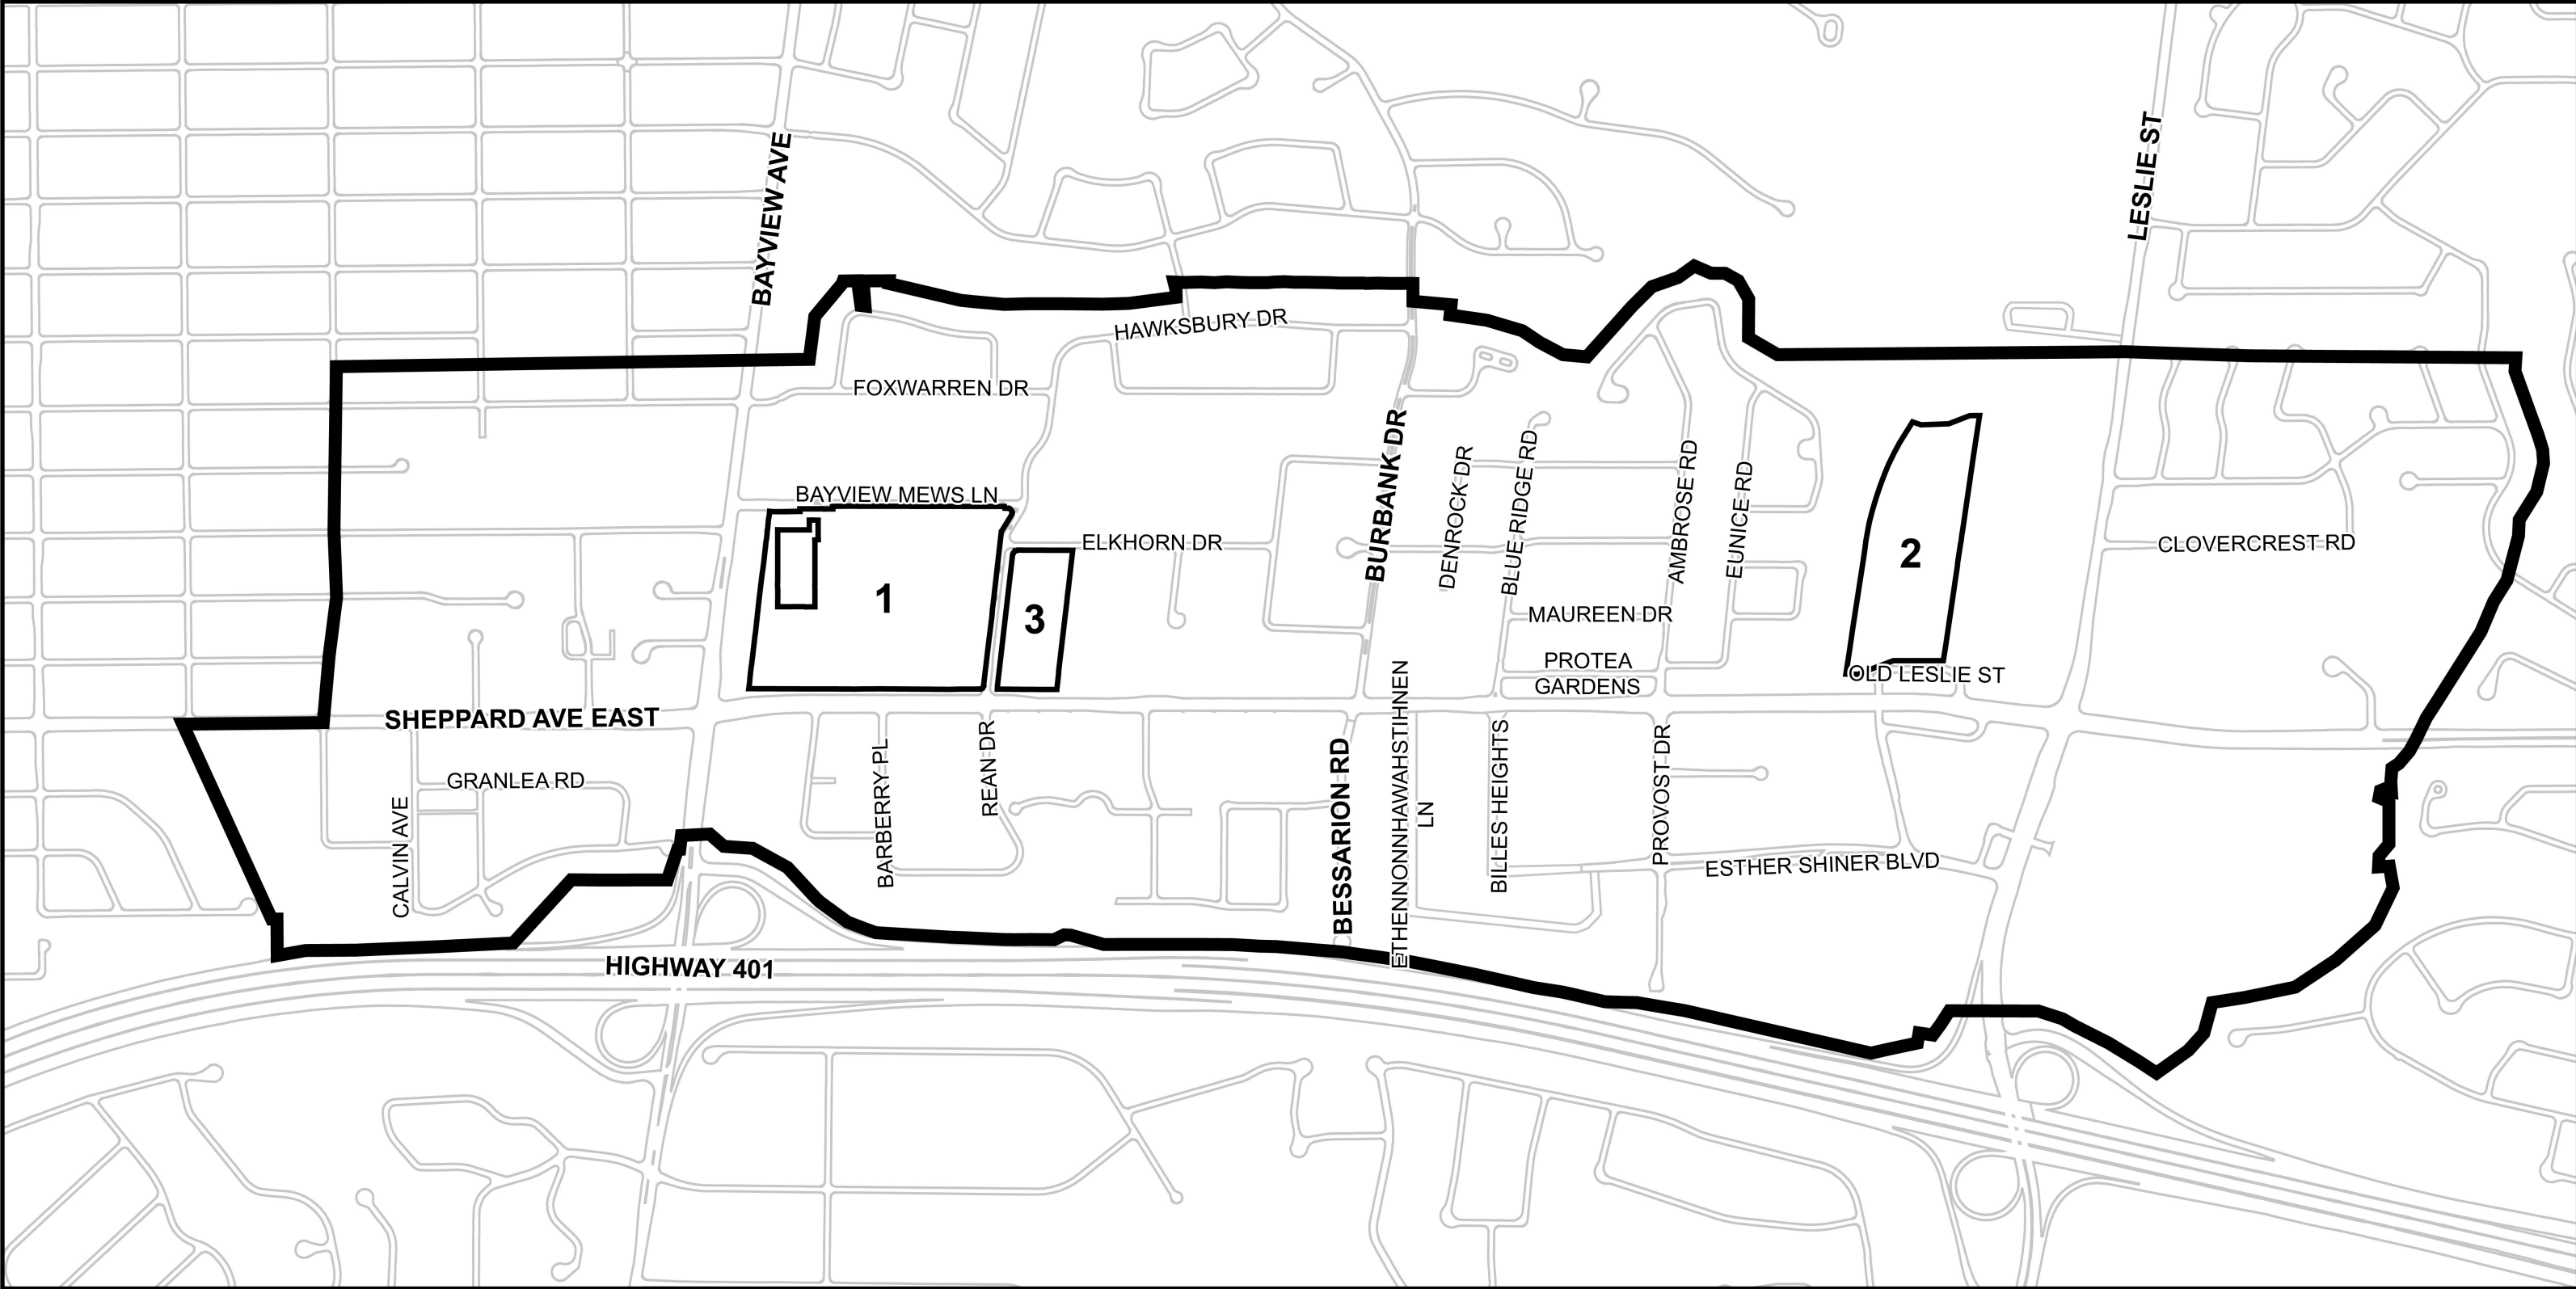 BAYVIEW AVE
LESLIE ST
HAWKSBURY DR
FOXWARREN DR
BAYVIEW MEWS LN
ELKHORN DR
BURBANK DR
DENROCK DR
BLUE RIDGE RD
AMBROSE RD
EUNICE RD
CLOVERCREST RD
1
2
3
MAUREEN DR
PROTEA
GARDENS
OLD LESLIE ST
SHEPPARD AVE EAST
GRANLEA RD
CALVIN AVE
BARBERRY PL
REAN DR
BESSARION RD
ETHENNONNHAWAHSTIHNEN
LN
BILLES HEIGHTS
PROVOST DR
ESTHER SHINER BLVD
HIGHWAY 401